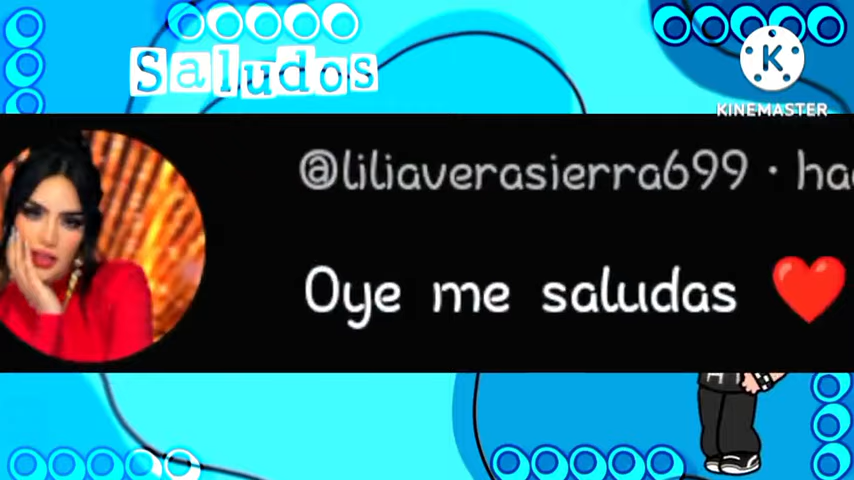 Saludos
K
KINEMASTER
@liliaverasierra699 · ha
Oye me saludas ❤️